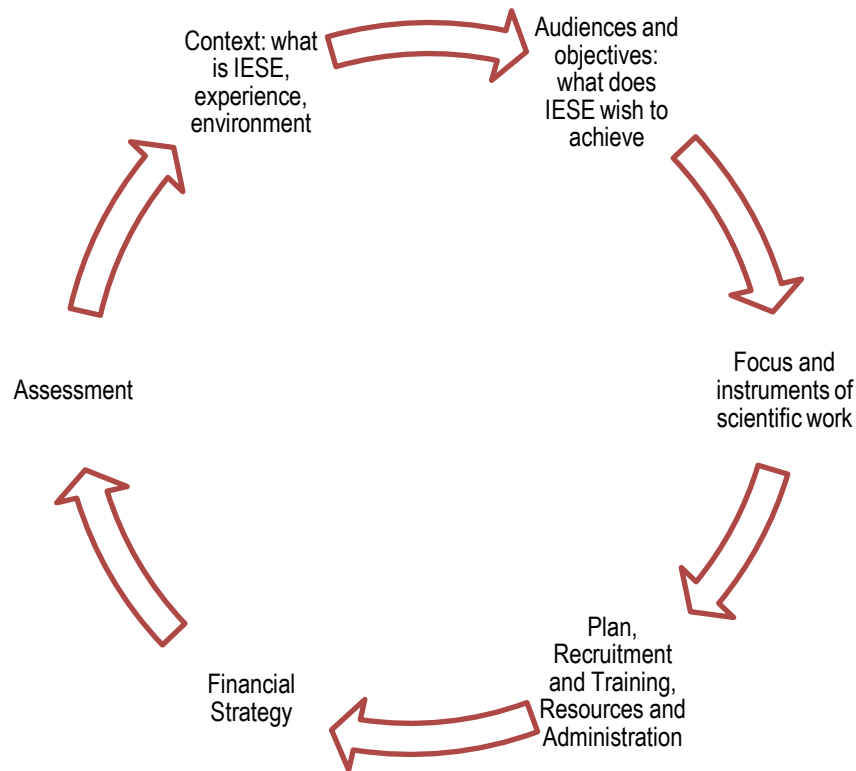 Context: what
is IESE,
experience,
environment
Audiences and
objectives:
what does
IESE wish to
achieve
Focus and
instruments of
scientific work
Plan,
Recruitment
and Training,
Resources and
Administration
Financial
Strategy
Assessment